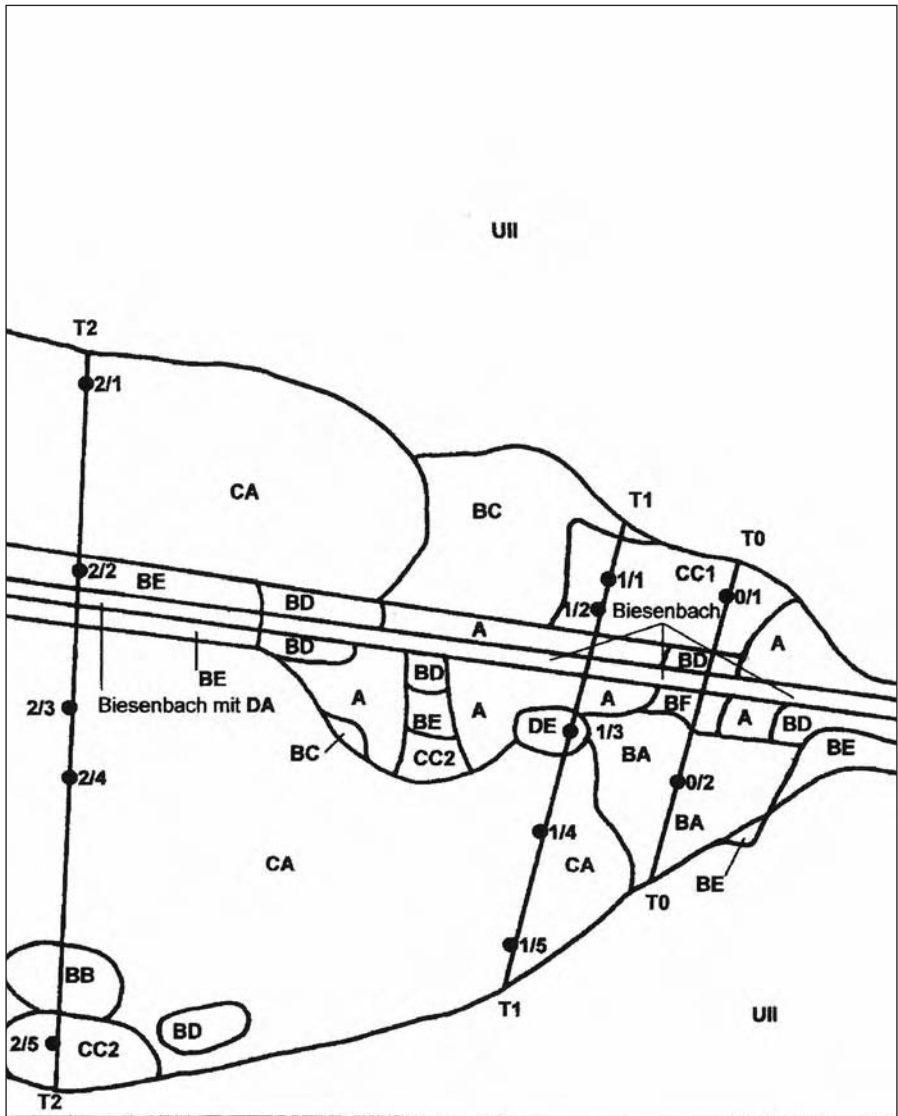 UII
T2
2/1
CA
BC
T1
T0
1/1
CC1
0/1
1/2
Biesenbach
2/2
BE
BD
A
BD
A
BD
BE
BD
A
A
A
BF
A
BD
Biesenbach mit DA
2/3
BE
DE
1/3
BE
BC
CC2
BA
2/4
0/2
1/4
BA
CA
CA
BE
T0
1/5
BB
T1
UII
BD
2/5
CC2
T2